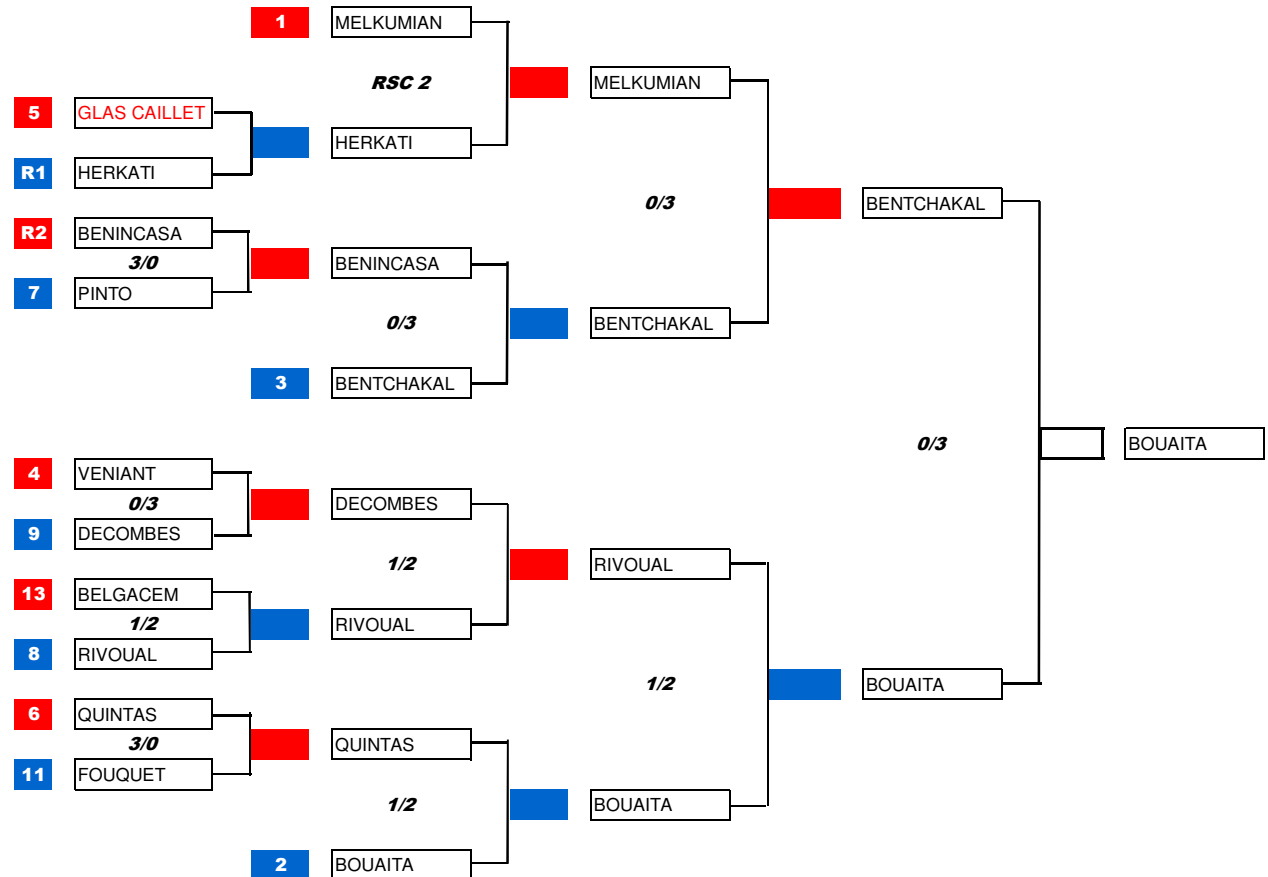 1 MELKUMIAN
RSC 2 MELKUMIAN
5 GLAS CAILLET
HERKATI
R1 HERKATI
0/3 BENTCHAKAL
R2 BENINCASA
3/0 BENINCASA
7 PINTO
0/3 BENTCHAKAL
3 BENTCHAKAL
0/3 BOUAITA
4 VENIANT
0/3 DECOMBES
9 DECOMBES
1/2 RIVOUAL
13 BELGACEM
1/2 RIVOUAL
8 RIVOUAL
1/2 BOUAITA
6 QUINTAS
3/0 QUINTAS
11 FOUQUET
1/2 BOUAITA
2 BOUAITA